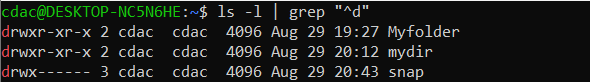 cdac@DESKTOP-NC5N6HE:~$ ls -l | grep "^d"
drwxr-xr-x 2 cdac  cdac  4096 Aug 29 19:27 Myfolder
drwxr-xr-x 2 cdac  cdac  4096 Aug 29 20:12 mydir
drwx------ 3 cdac  cdac  4096 Aug 29 20:43 snap